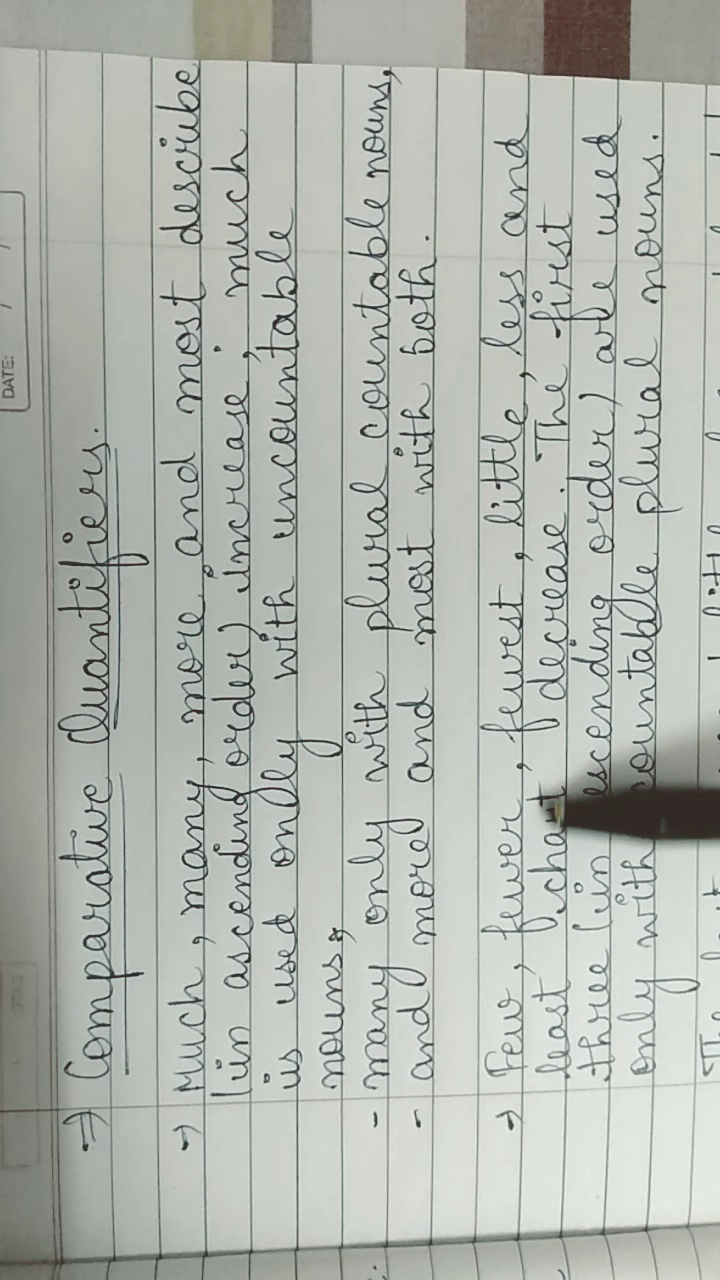 DATE: / /
⇒ Comparative Quantifiers.
→ Much, many, more and most describe
(in ascending order) increase; much
is used only with uncountable
nouns,
- many only with plural countable nouns,
- and more and most with both.
→ Few, fewer, fewest, little, less and
least chart decrease. The first
three (in escending order) are used
only with countable plural nouns.